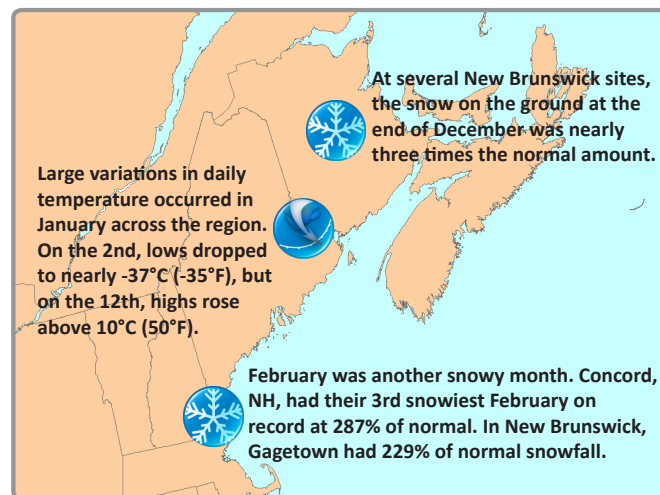 At several New Brunswick sites,
the snow on the ground at the
end of December was nearly
three times the normal amount.
Large variations in daily
temperature occurred in
January across the region.
On the 2nd, lows dropped
to nearly -37°C (-35°F), but
on the 12th, highs rose
above 10°C (50°F).
February was another snowy month. Concord,
NH, had their 3rd snowiest February on
record at 287% of normal. In New Brunswick,
Gagetown had 229% of normal snowfall.